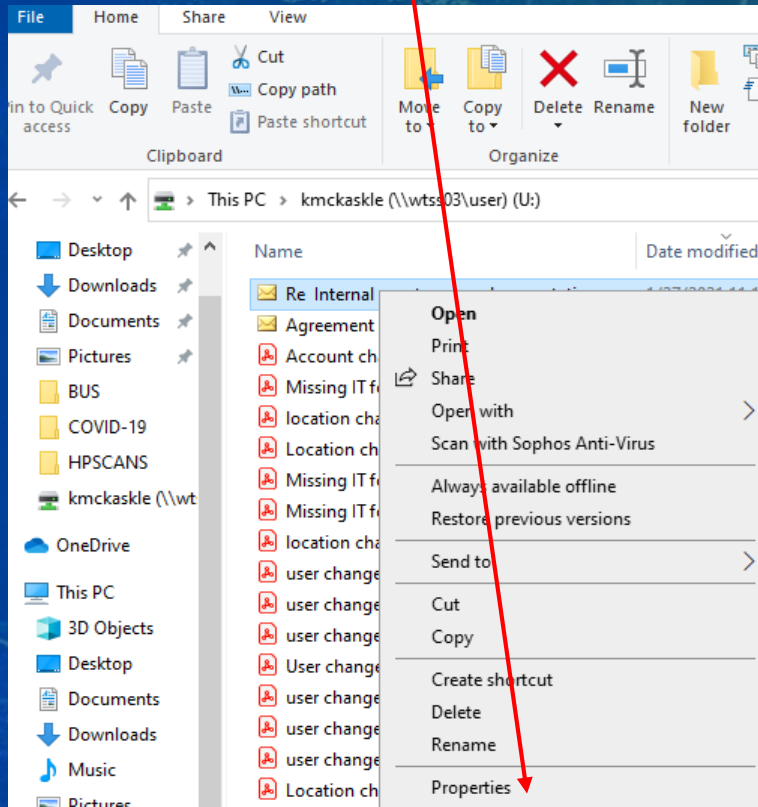 File Home Share View
Pin to Quick access
Copy
Paste
Cut
Copy path
Paste shortcut
Move to
Copy to
Delete
Rename
New folder
Clipboard
Organize
This PC > kmckaskle (\\wtss03\user) (U:)
Desktop
Downloads
Documents
Pictures
BUS
COVID-19
HPSCANS
kmckaskle (\\wt
OneDrive
This PC
3D Objects
Desktop
Documents
Downloads
Music
Pictures
Name Date modified
Re Internal
Agreement
Account ch
Missing IT f
location cha
Location ch
Missing IT f
Missing IT f
location cha
user change
user change
user change
User change
user change
user change
user change
Location ch
Open
Print
Share
Open with
Scan with Sophos Anti-Virus
Always available offline
Restore previous versions
Send to
Cut
Copy
Create shortcut
Delete
Rename
Properties